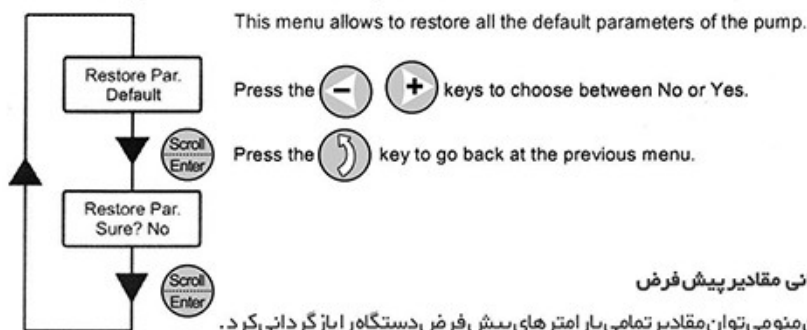 This menu allows to restore all the default parameters of the pump.
Restore Par.
Default
Press the − + keys to choose between No or Yes.
Scroll
Enter
Press the key to go back at the previous menu.
Restore Par.
Sure? No
Scroll
Enter
نی مقادیر پیش فرض
منو می‌توان مقادیر تمامی پارامترهای پیش فرض دستگاه را بازگردانی کرد.